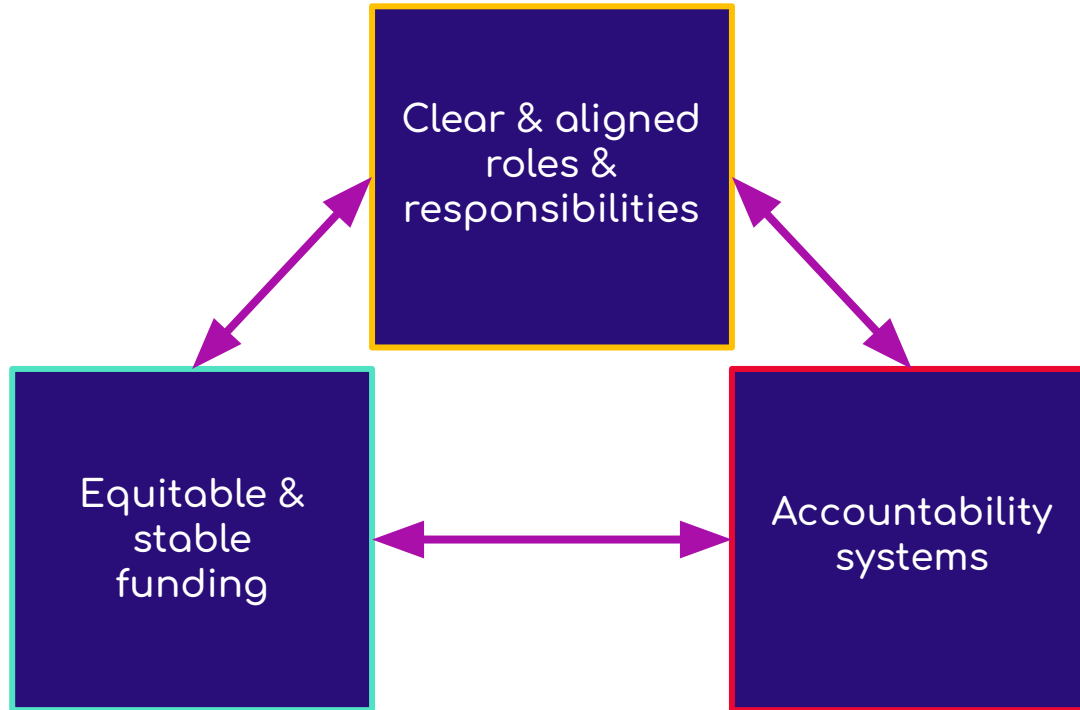 Clear & aligned
roles &
responsibilities
Equitable &
stable
funding
Accountability
systems